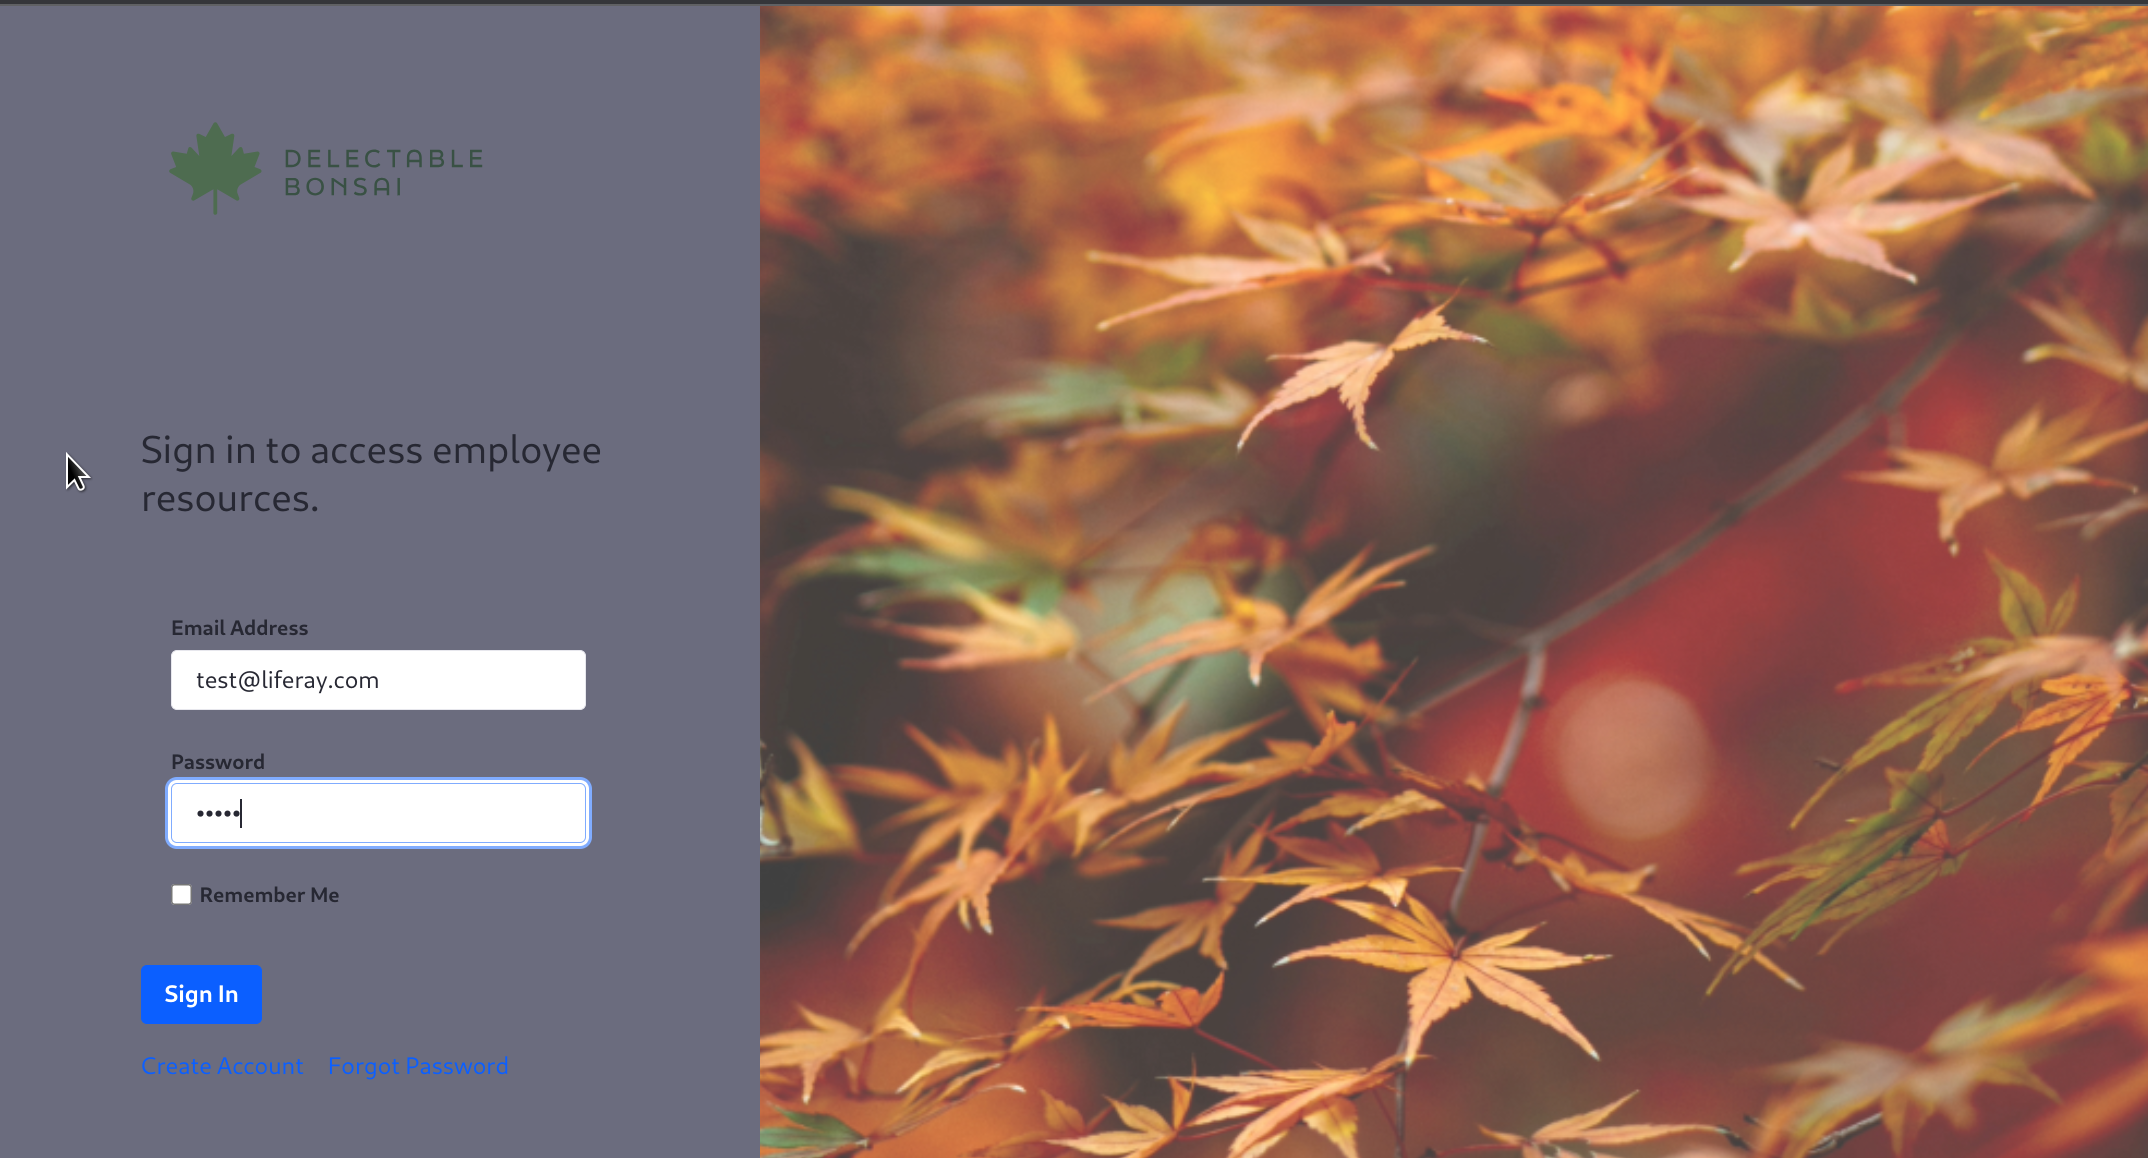 DELECTABLE
BONSAI
Sign in to access employee
resources.
Email Address
test@liferay.com
Password
•••••
Remember Me
Sign In
Create Account Forgot Password